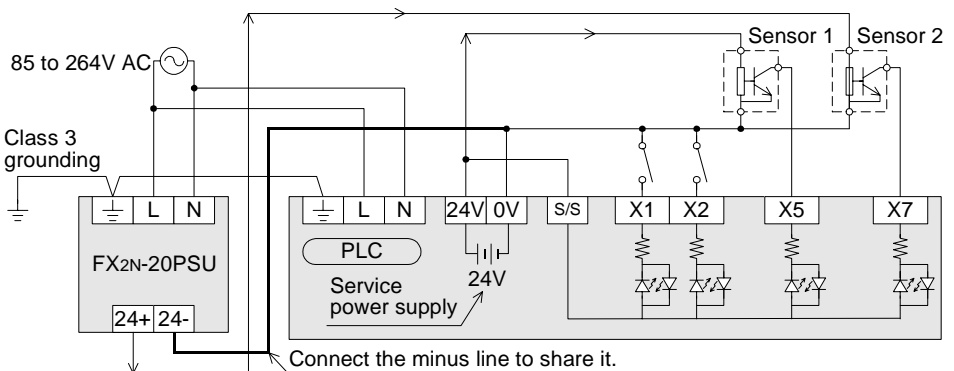 Sensor 1 Sensor 2
85 to 264V AC
Class 3
grounding
L N
L N 24V 0V S/S X1 X2 X5 X7
FX2N-20PSU
PLC
24V
Service
power supply
24+ 24-
Connect the minus line to share it.